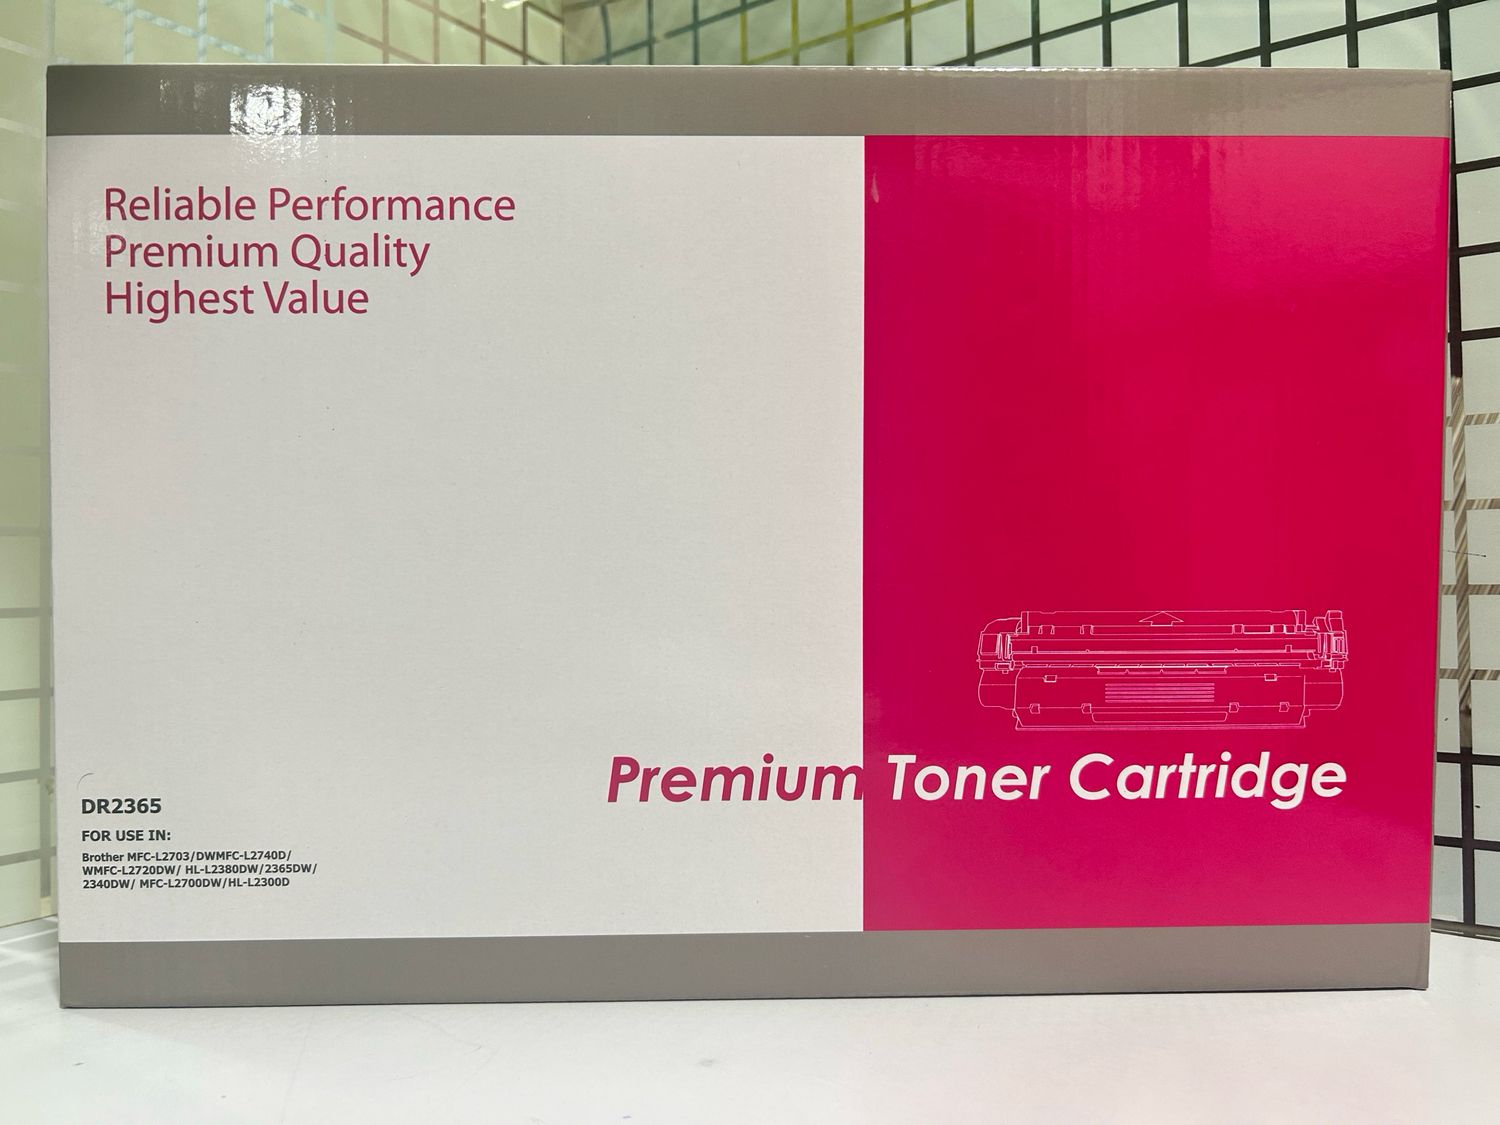 Reliable Performance
Premium Quality
Highest Value
Premium Toner Cartridge
DR2365
FOR USE IN:
Brother MFC-L2703/DWMFC-L2740D/
WMFC-L2720DW/ HL-L2380DW/2365DW/
2340DW/ MFC-L2700DW/HL-L2300D